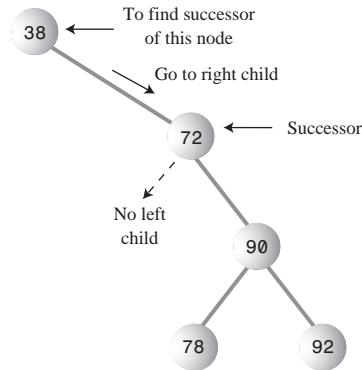 To find successor
of this node
38
Go to right child
72
Successor
No left
child
90
78
92